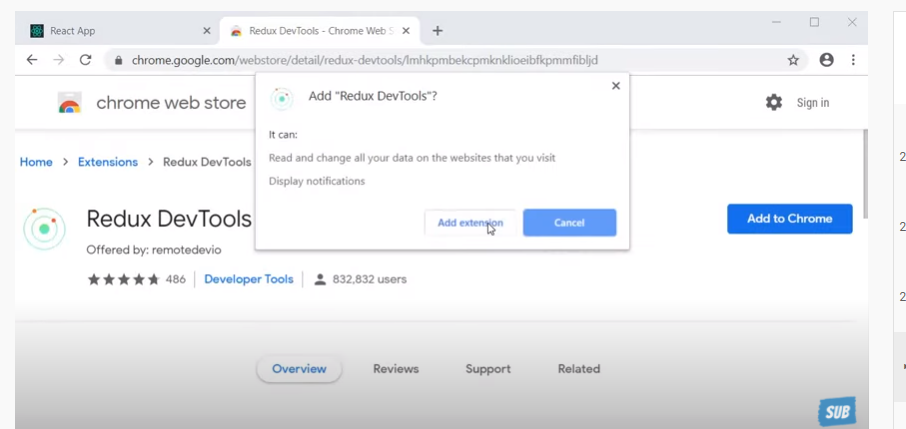 React App
Redux DevTools - Chrome Web S
chrome.google.com/webstore/detail/redux-devtools/lmhkpmbekcpmknklioeibfkpmmfibljd
chrome web store
Sign in
Add "Redux DevTools"?
It can:
Read and change all your data on the websites that you visit
Display notifications
Add extension
Cancel
Home > Extensions > Redux DevTools
Redux DevTools
Add to Chrome
Offered by: remotedevio
486 Developer Tools 832,832 users
Overview Reviews Support Related
SUB
2
2
2